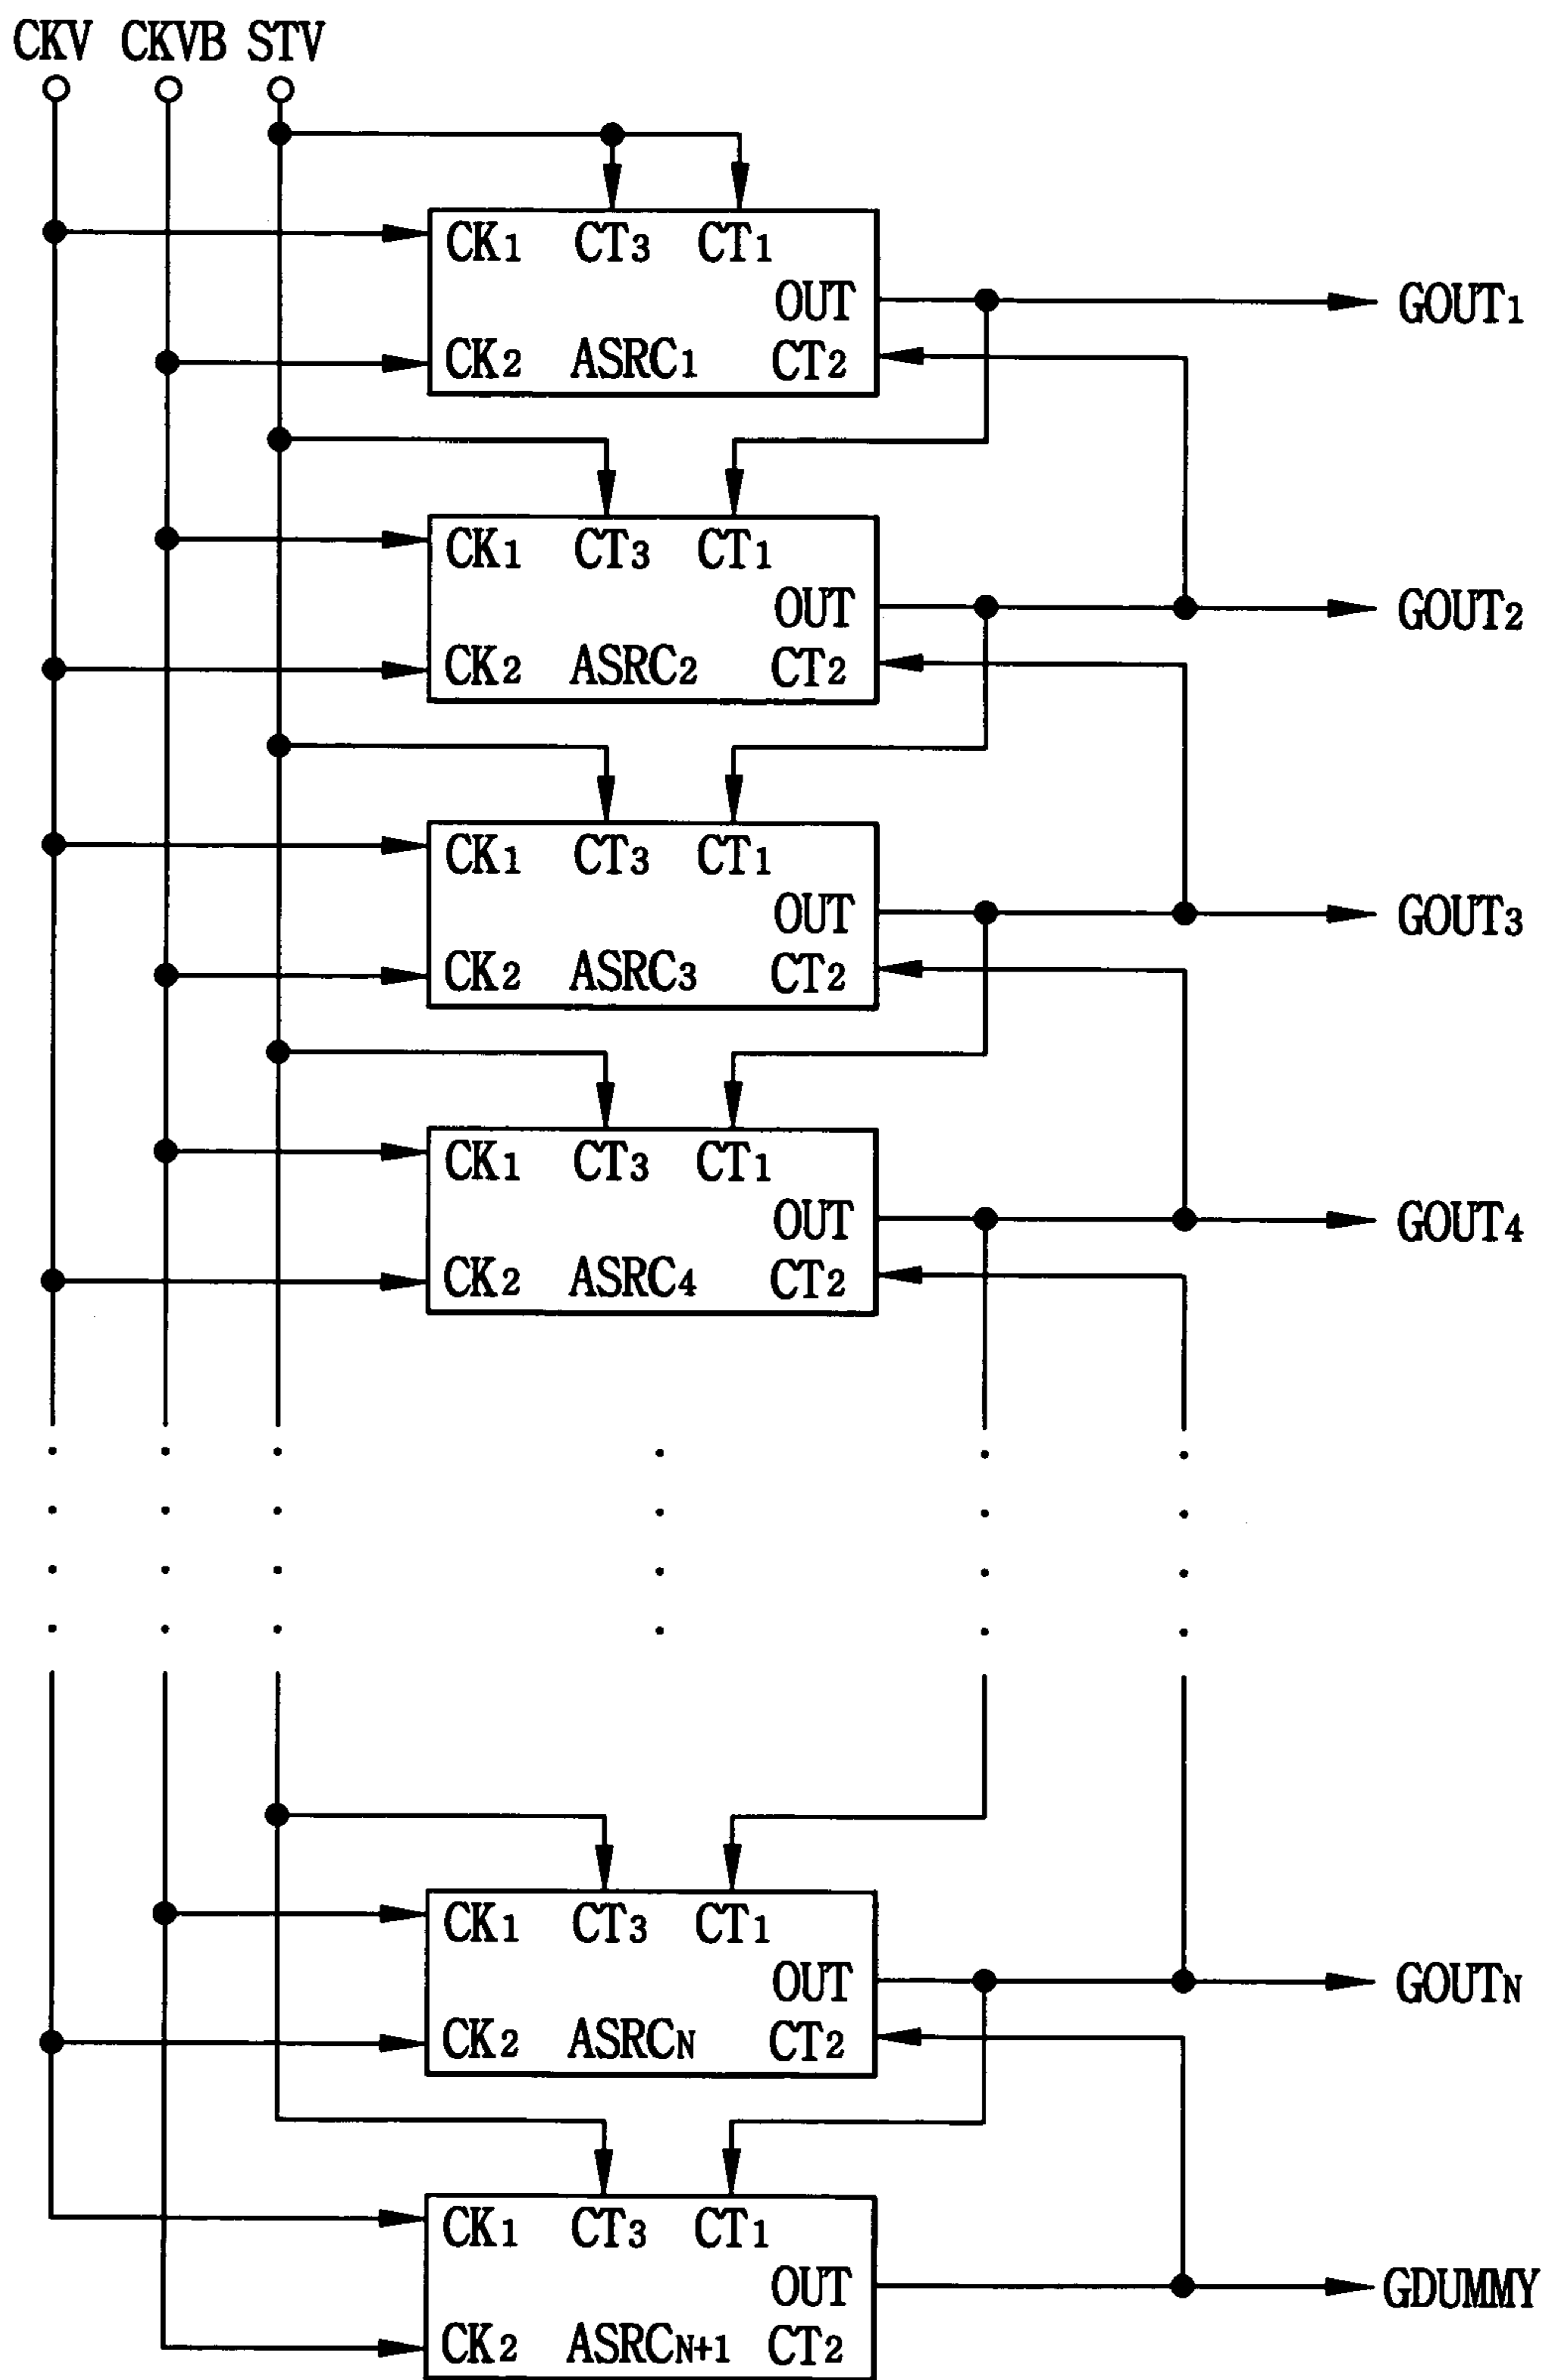 CKV CKVB STV
CK1 CT3 CT1
OUT GOUT1
CK2 ASRC1 CT2
CK1 CT3 CT1
OUT GOUT2
CK2 ASRC2 CT2
CK1 CT3 CT1
OUT GOUT3
CK2 ASRC3 CT2
CK1 CT3 CT1
OUT GOUT4
CK2 ASRC4 CT2
CK1 CT3 CT1
OUT GOUTN
CK2 ASRCN CT2
CK1 CT3 CT1
OUT GDUMMY
CK2 ASRCN+1 CT2